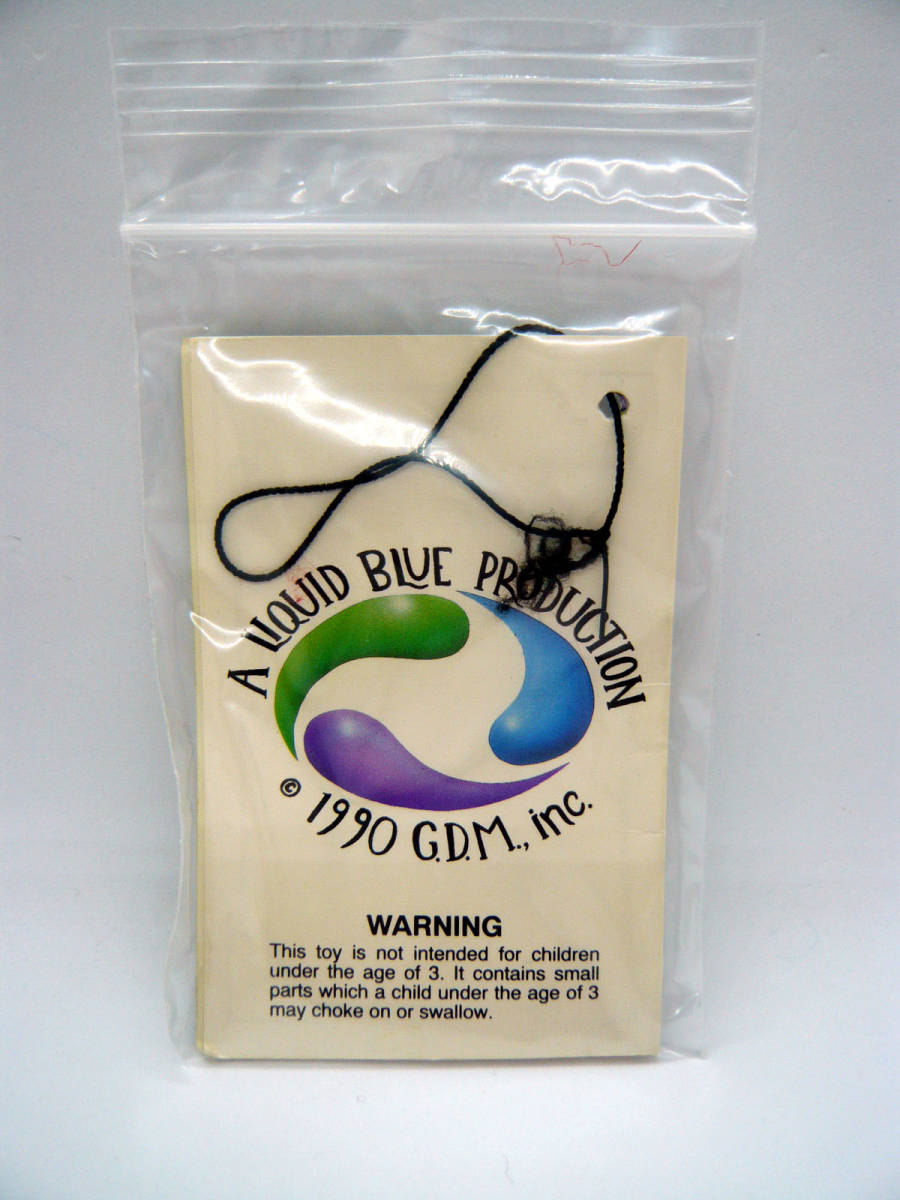 A LIQUID BLUE PRODUCTION
© 1990 G.D.M., inc.
WARNING
This toy is not intended for children
under the age of 3. It contains small
parts which a child under the age of 3
may choke on or swallow.